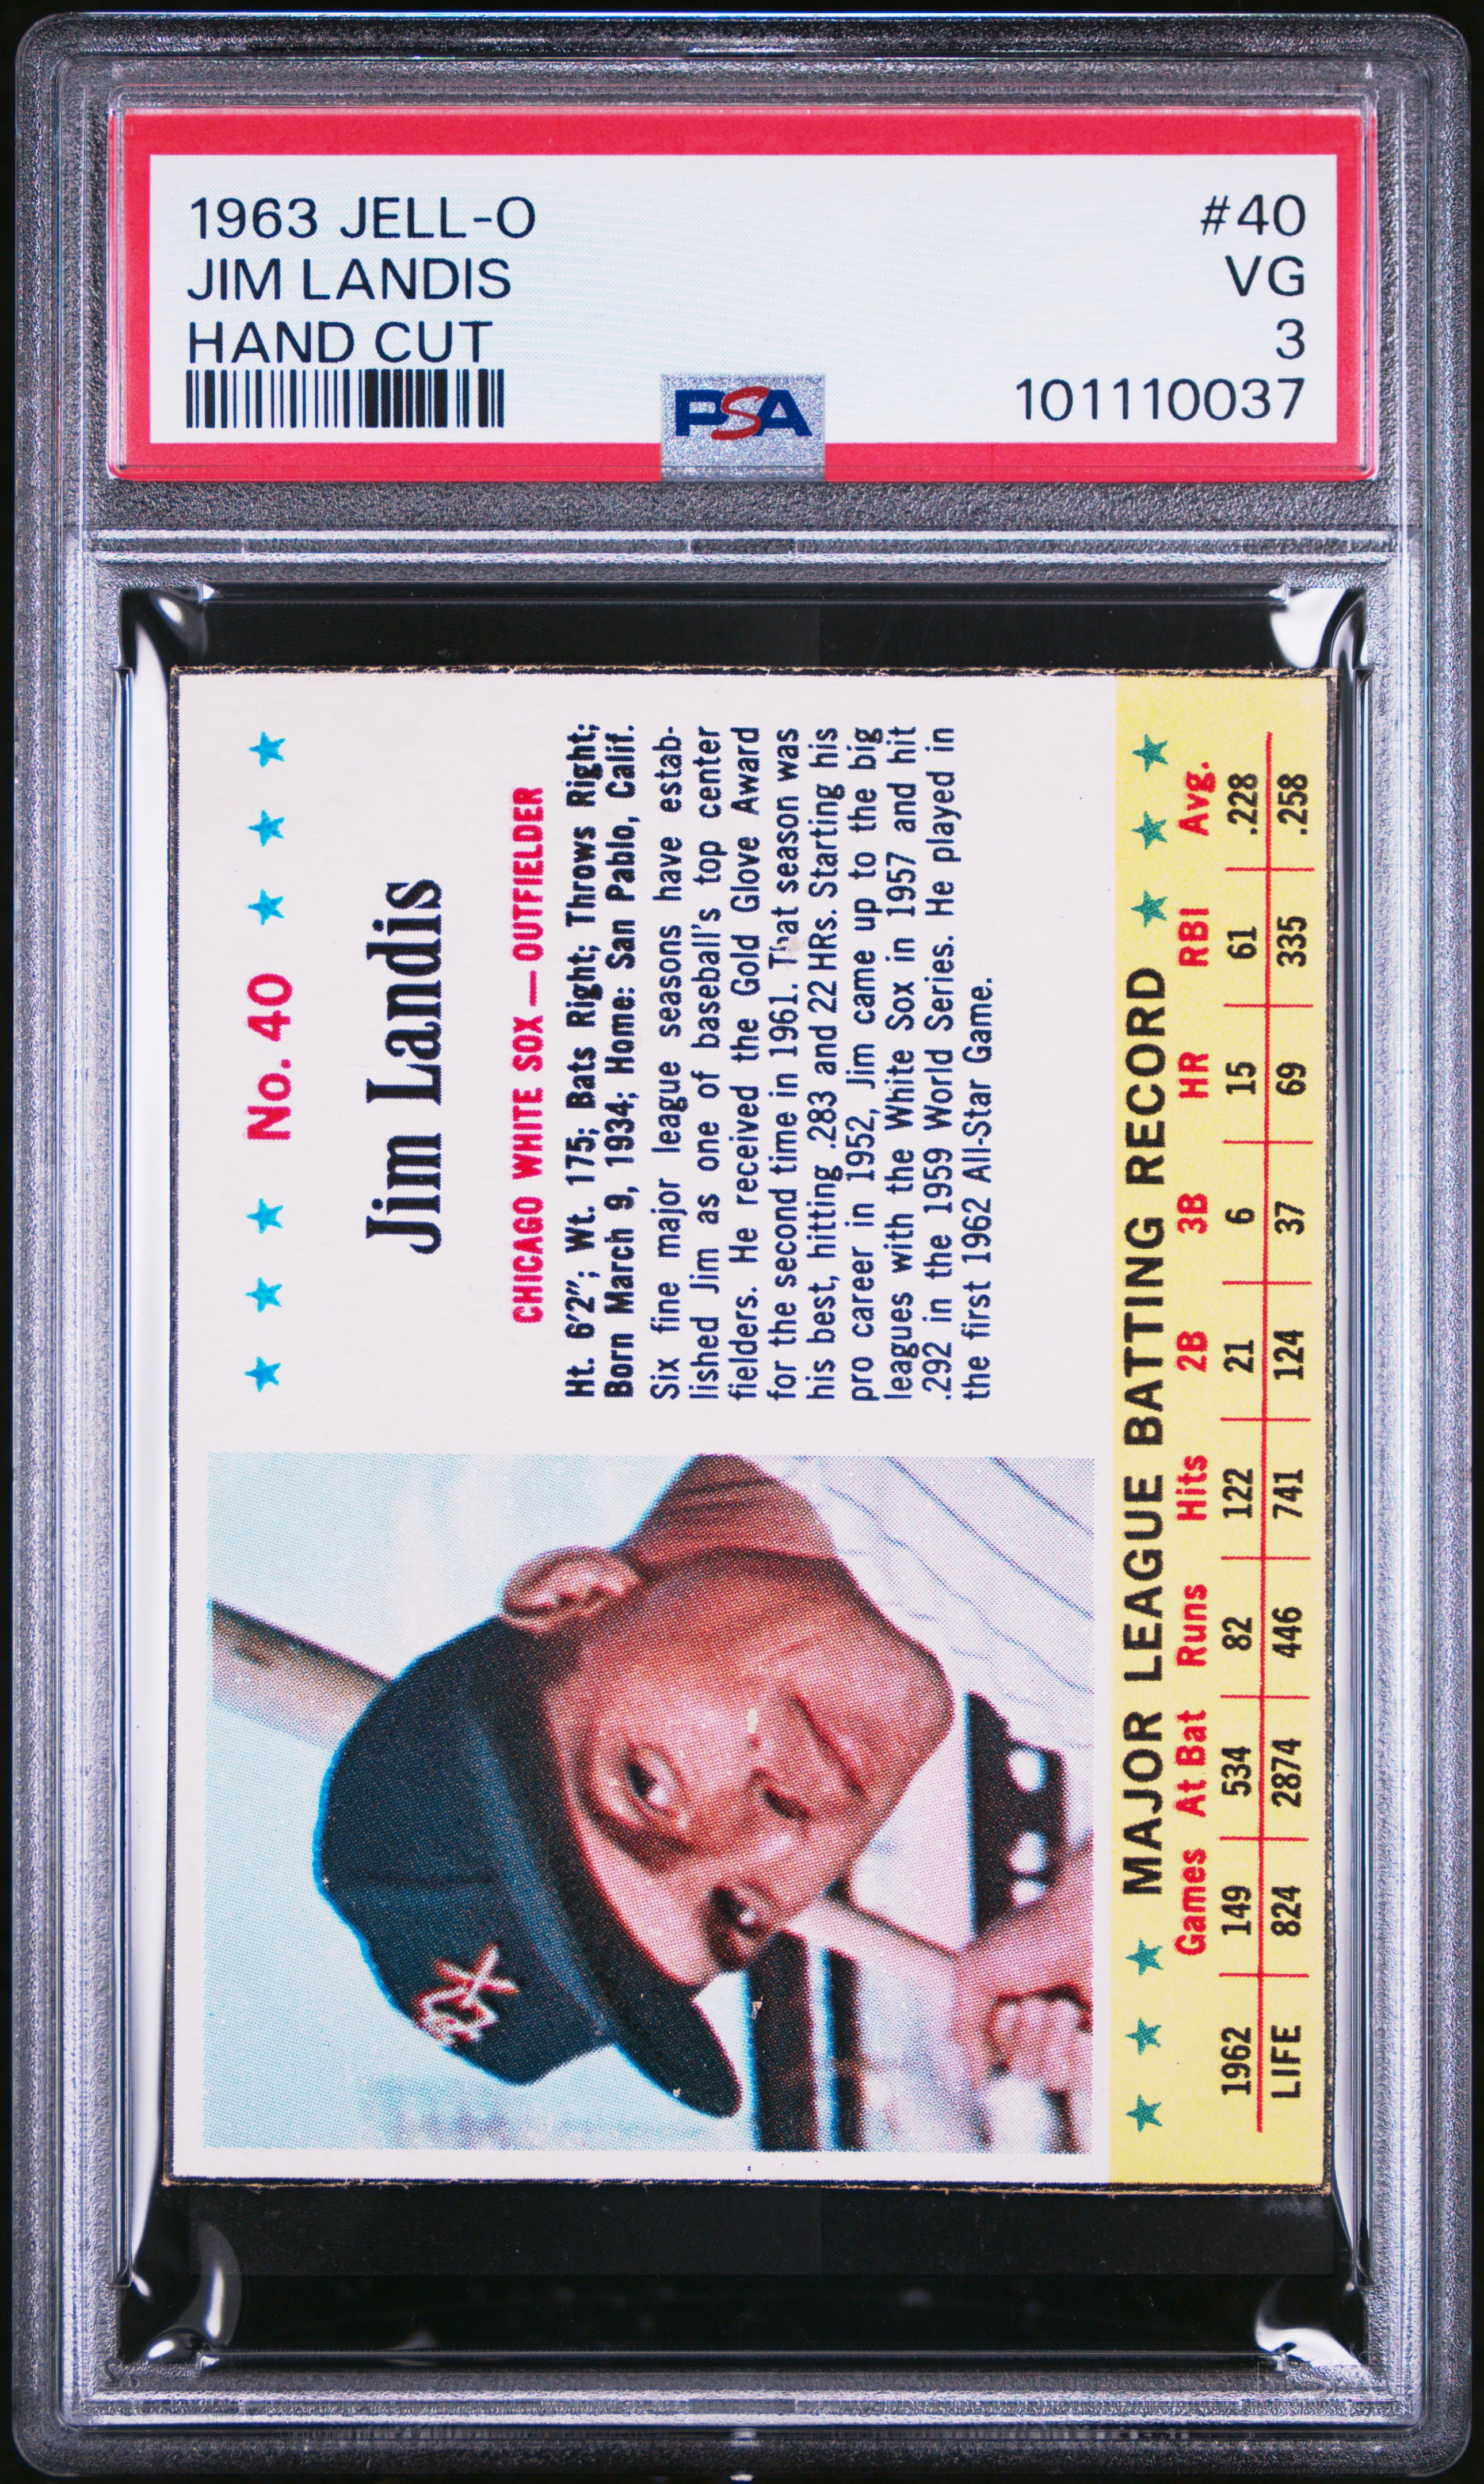 1963 JELL-O #40
JIM LANDIS VG
HAND CUT 3
PSA 101110037
★ ★ ★ No. 40 ★ ★ ★
Jim Landis
CHICAGO WHITE SOX — OUTFIELDER
Ht. 6'2"; Wt. 175; Bats Right; Throws Right;
Born March 9, 1934; Home: San Pablo, Calif.
Six fine major league seasons have estab-
lished Jim as one of baseball's top center
fielders. He received the Gold Glove Award
for the second time in 1961. That season was
his best, hitting .283 and 22 HRs. Starting his
pro career in 1952, Jim came up to the big
leagues with the White Sox in 1957 and hit
.292 in the 1959 World Series. He played in
the first 1962 All-Star Game.
★ ★ ★ MAJOR LEAGUE BATTING RECORD ★ ★ ★
Games At Bat Runs Hits 2B 3B HR RBI Avg.
1962 149 534 82 122 21 6 15 61 .228
LIFE 824 2874 446 741 124 37 69 335 .258
SOX